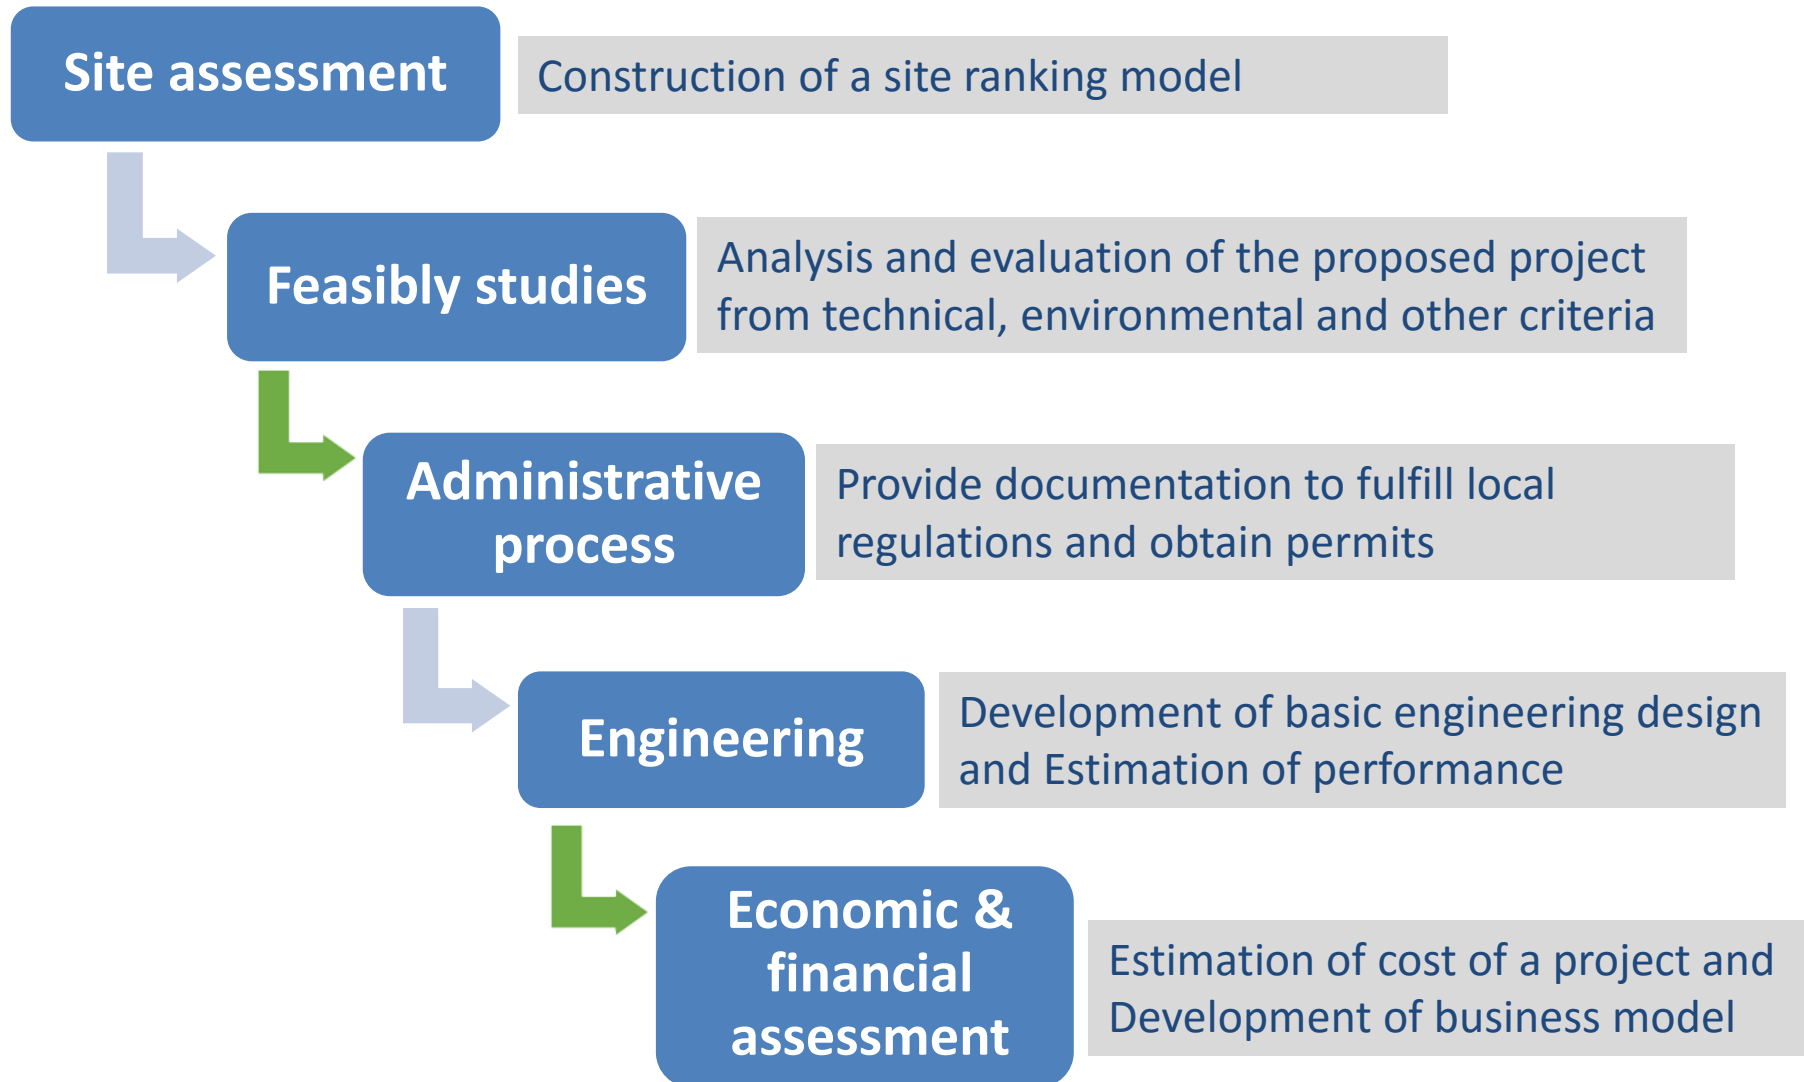 Site assessment
Construction of a site ranking model
Feasibly studies
Analysis and evaluation of the proposed project
from technical, environmental and other criteria
Administrative
process
Provide documentation to fulfill local
regulations and obtain permits
Engineering
Development of basic engineering design
and Estimation of performance
Economic &
financial
assessment
Estimation of cost of a project and
Development of business model